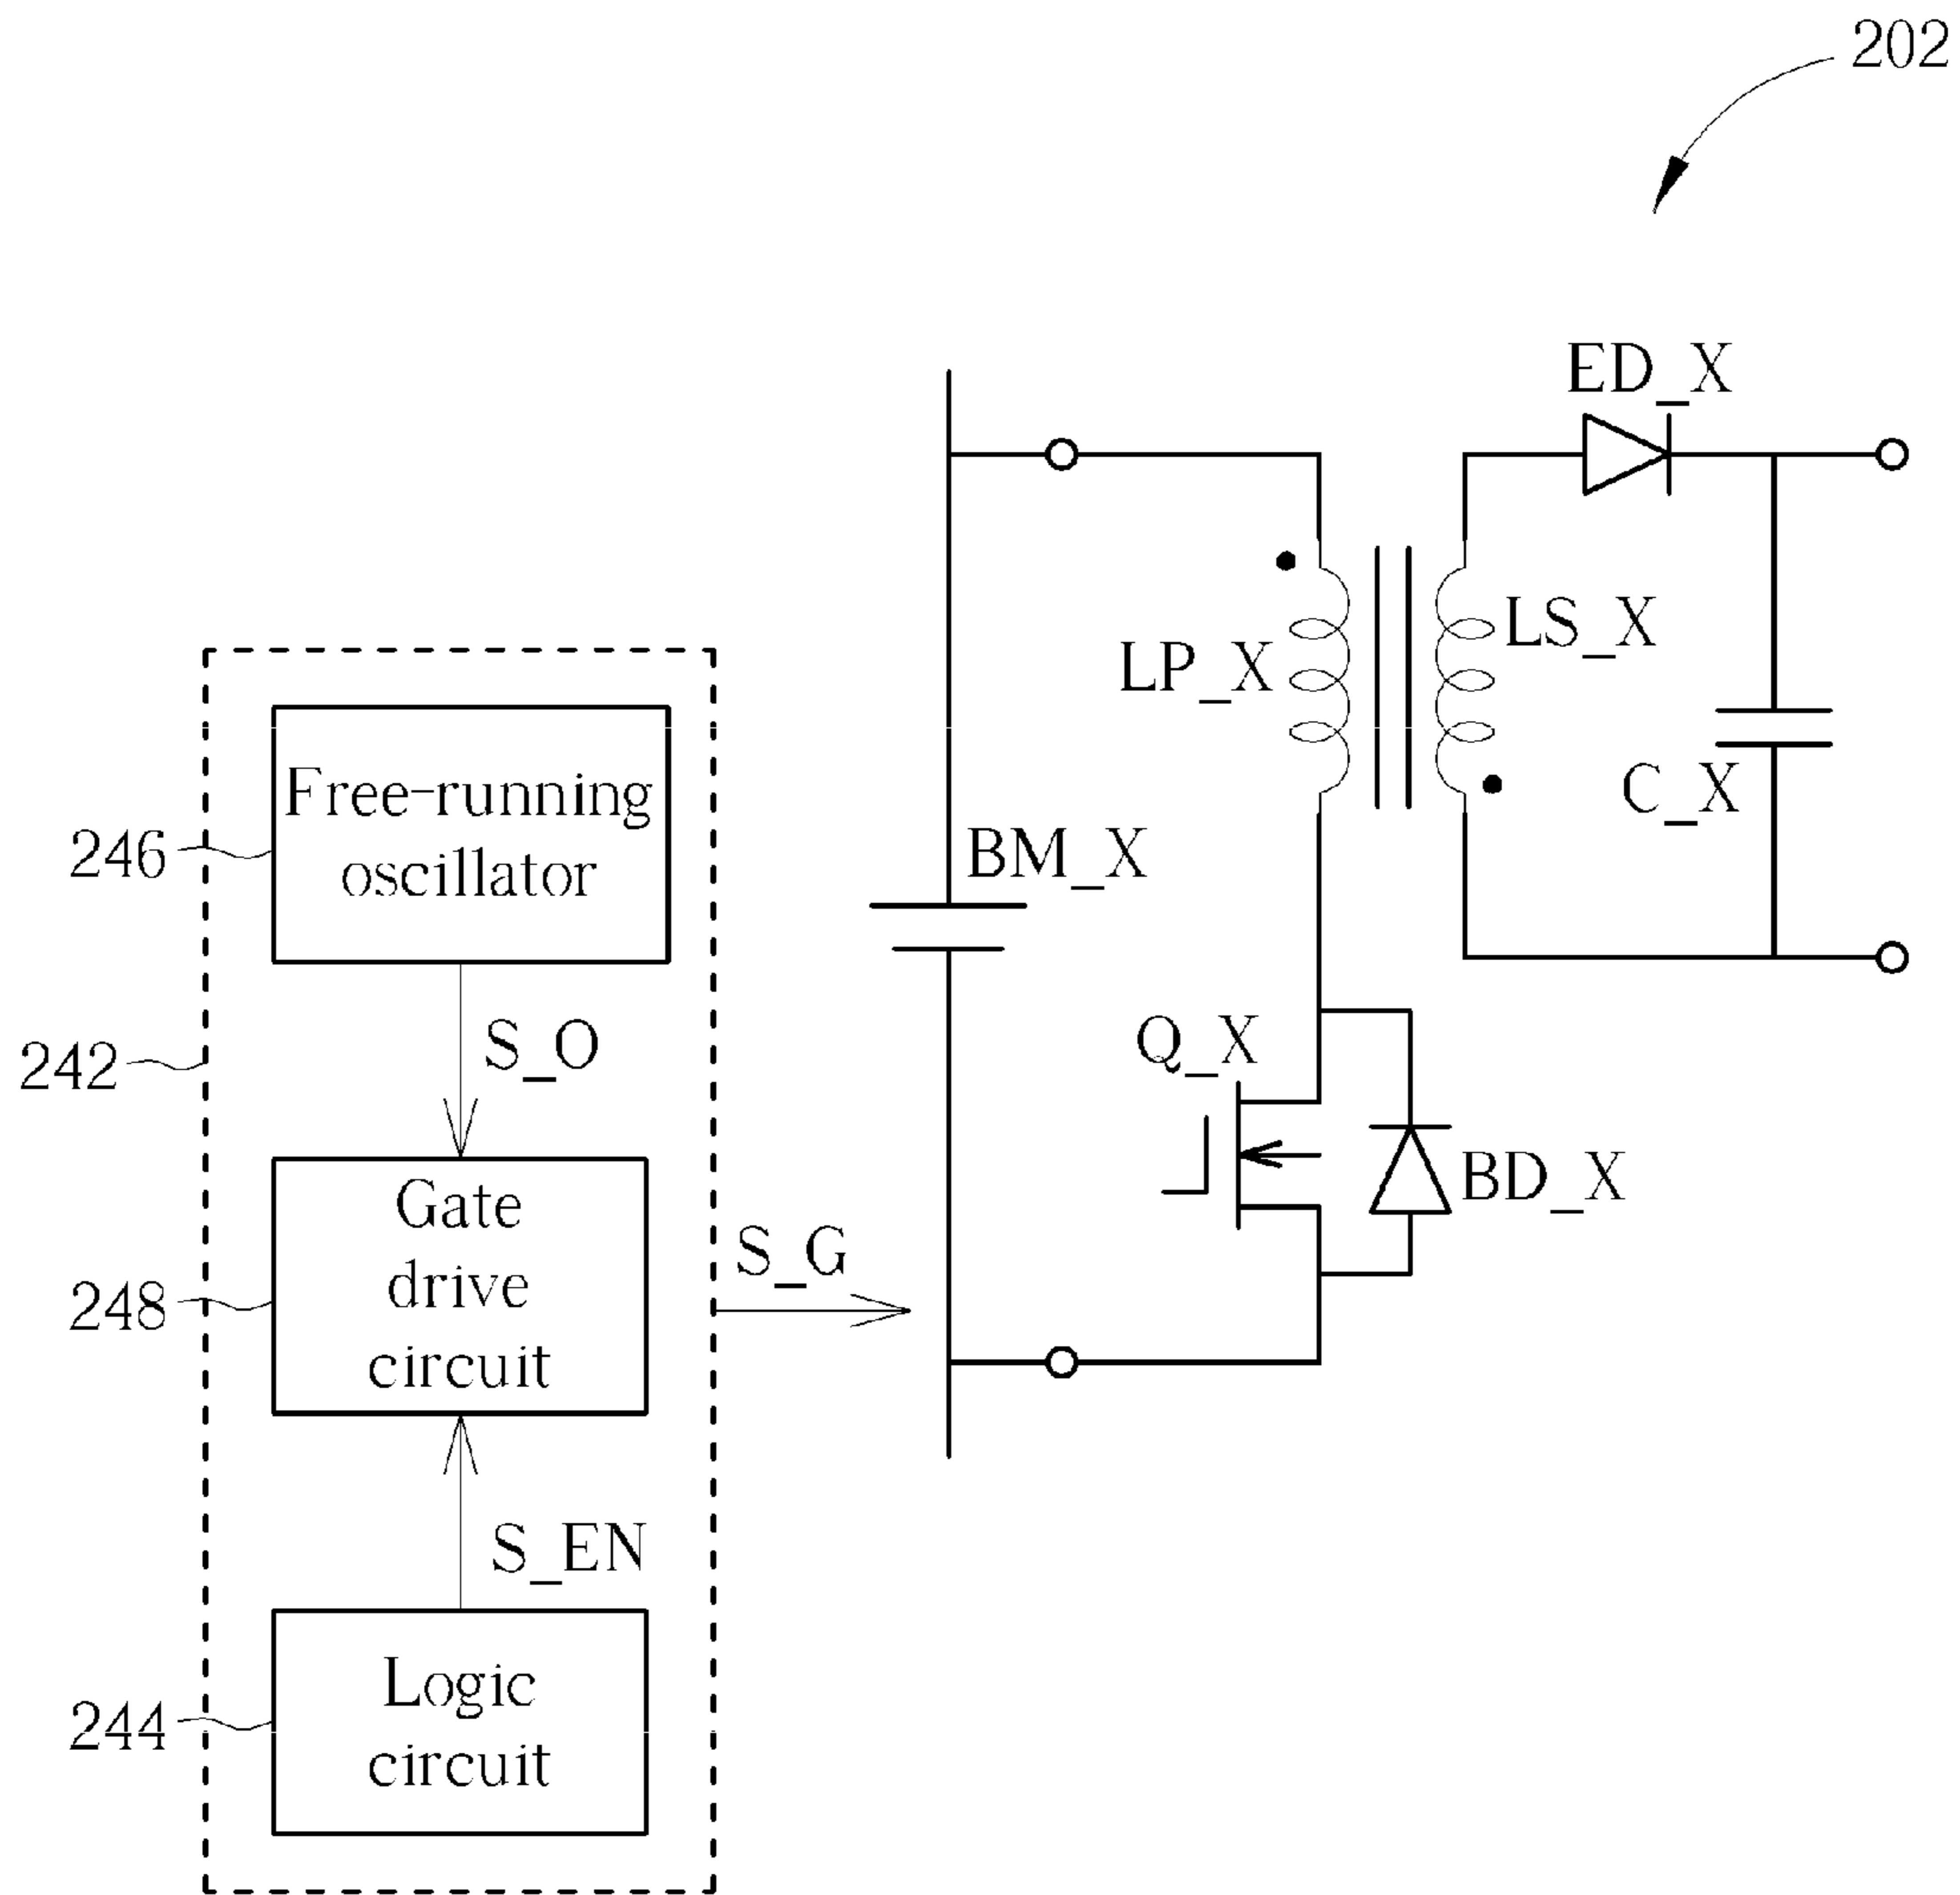 202
ED_X
LS_X
LP_X
C_X
Free-running
oscillator
246
BM_X
242
S_O
Q_X
BD_X
Gate
drive
circuit
248
S_G
S_EN
Logic
circuit
244